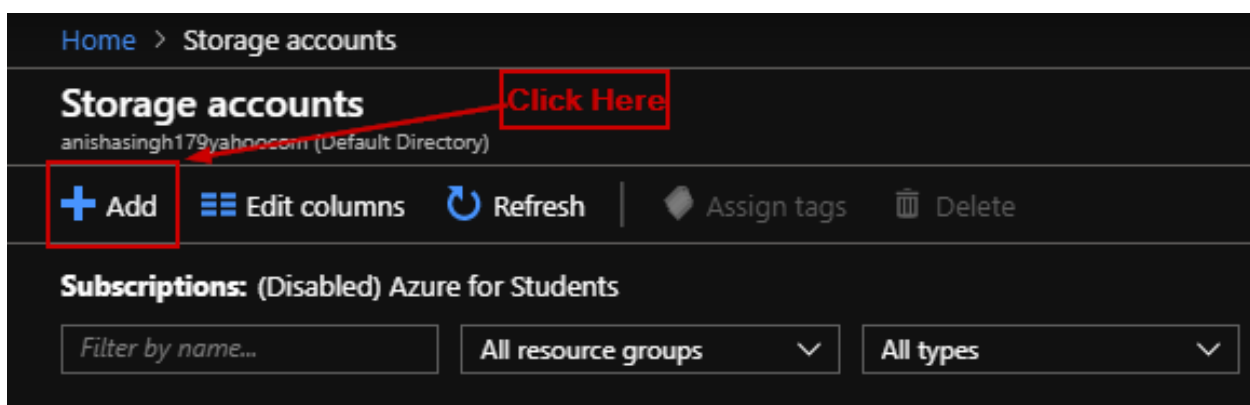 Home > Storage accounts
Storage accounts
Click Here
anishasingh179yahoocom (Default Directory)
Add Edit columns Refresh Assign tags Delete
Subscriptions: (Disabled) Azure for Students
Filter by name... All resource groups All types